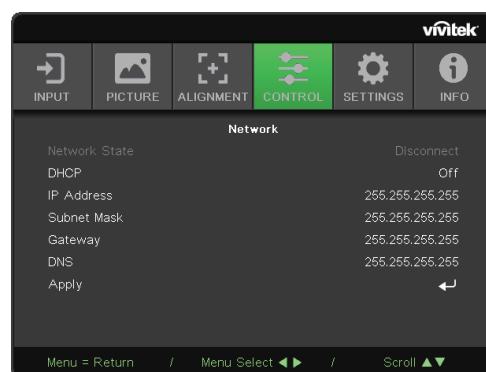 vivitek
INPUT PICTURE ALIGNMENT CONTROL SETTINGS INFO
Network
Network State Disconnect
DHCP Off
IP Address 255.255.255.255
Subnet Mask 255.255.255.255
Gateway 255.255.255.255
DNS 255.255.255.255
Apply
Menu = Return / Menu Select ◀ ▶ / Scroll ▲▼